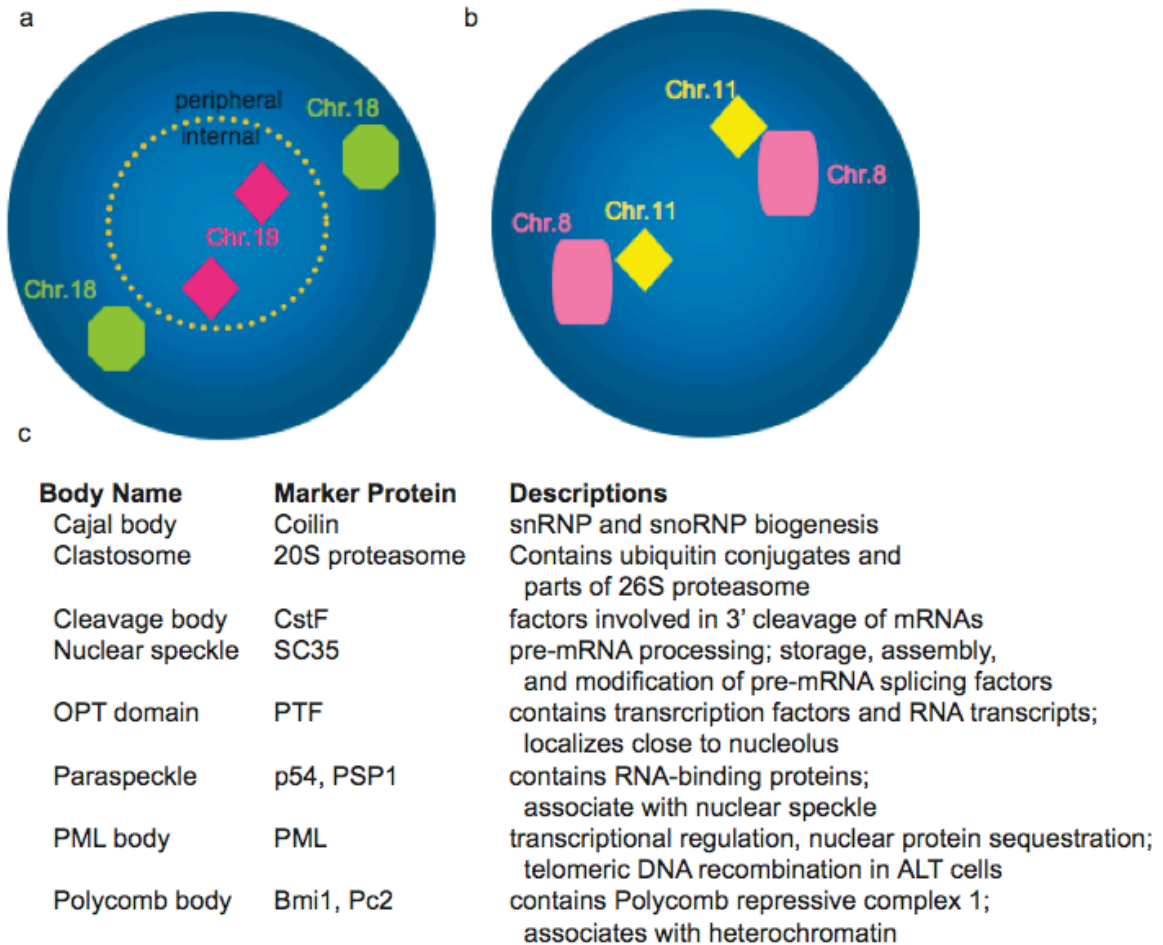 a
peripheral
internal
Chr.18
Chr.19
Chr.18
b
Chr.11
Chr.8
Chr.11
Chr.8
c
Body Name Marker Protein Descriptions
Cajal body Coilin snRNP and snoRNP biogenesis
Clastosome 20S proteasome Contains ubiquitin conjugates and
parts of 26S proteasome
Cleavage body CstF factors involved in 3’ cleavage of mRNAs
Nuclear speckle SC35 pre-mRNA processing; storage, assembly,
and modification of pre-mRNA splicing factors
OPT domain PTF contains transrcription factors and RNA transcripts;
localizes close to nucleolus
Paraspeckle p54, PSP1 contains RNA-binding proteins;
associate with nuclear speckle
PML body PML transcriptional regulation, nuclear protein sequestration;
telomeric DNA recombination in ALT cells
Polycomb body Bmi1, Pc2 contains Polycomb repressive complex 1;
associates with heterochromatin